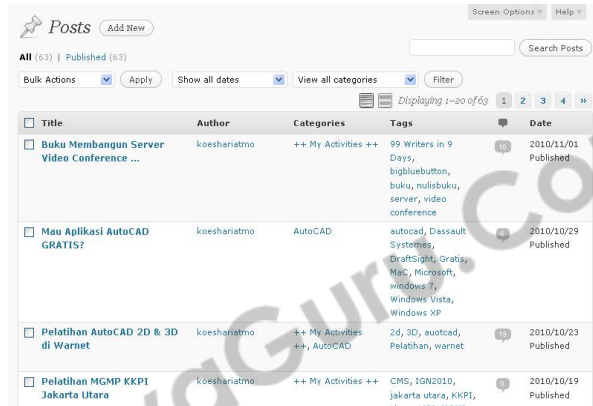 Screen Options Help
Posts Add New
Search Posts
All (63) | Published (63)
Bulk Actions Apply Show all dates View all categories Filter
Displaying 1–20 of 63 1 2 3 4 »
Title Author Categories Tags Date
Buku Membangun Server koeshariatmo ++ My Activities ++ 99 Writers in 9 10 2010/11/01
Video Conference ... Days, Published
bigbluebutton,
buku, nulisbuku,
server, video
conference
Mau Aplikasi AutoCAD koeshariatmo AutoCAD autocad, Dassault 6 2010/10/29
GRATIS? Systemes, Published
DraftSight, Gratis,
MaC, Microsoft,
windows 7,
Windows Vista,
Windows XP
Pelatihan AutoCAD 2D & 3D koeshariatmo ++ My Activities 2d, 3D, auotcad, 19 2010/10/23
di Warnet ++, AutoCAD Pelatihan, warnet Published
Pelatihan MGMP KKPI koeshariatmo ++ My Activities ++ CMS, IGN2010, 0 2010/10/19
Jakarta Utara jakarta utara, KKPI, Published